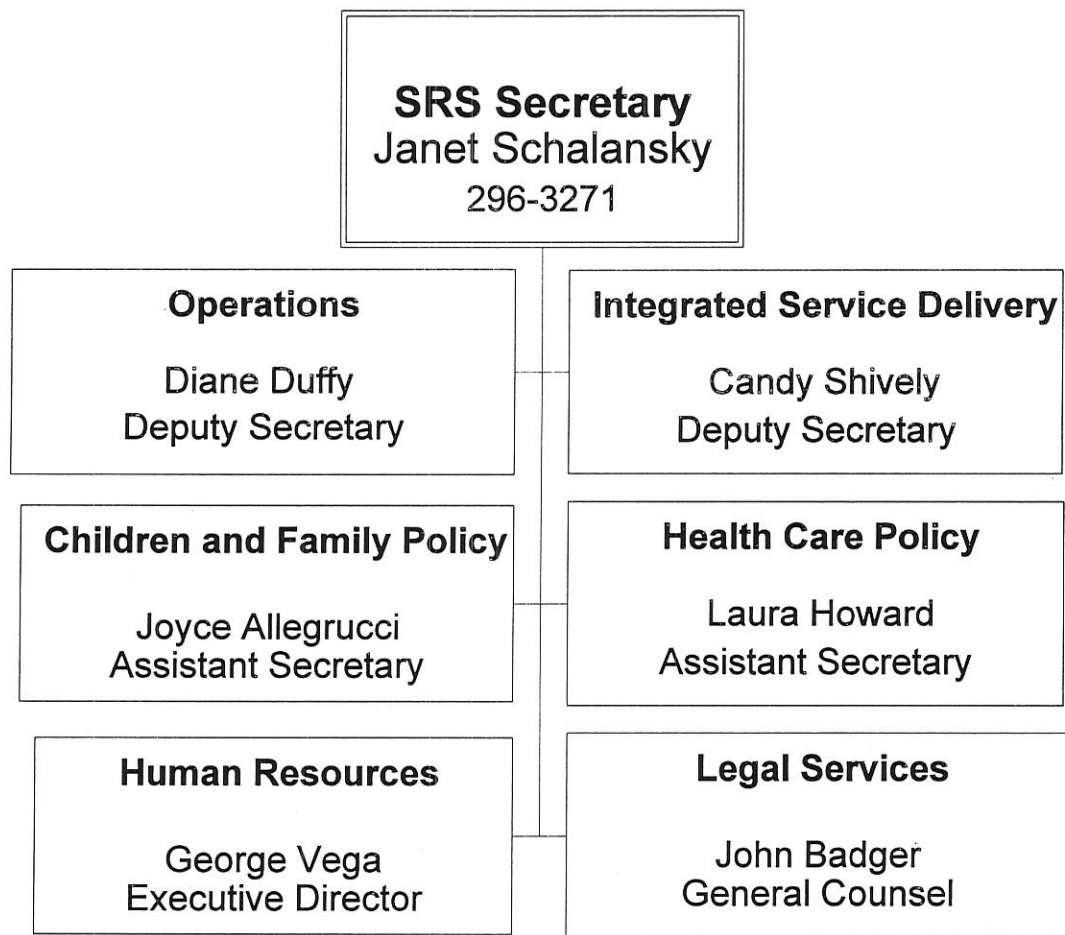 SRS Secretary
Janet Schalansky
296-3271
Operations
Diane Duffy
Deputy Secretary
Integrated Service Delivery
Candy Shively
Deputy Secretary
Children and Family Policy
Joyce Allegrucci
Assistant Secretary
Health Care Policy
Laura Howard
Assistant Secretary
Human Resources
George Vega
Executive Director
Legal Services
John Badger
General Counsel